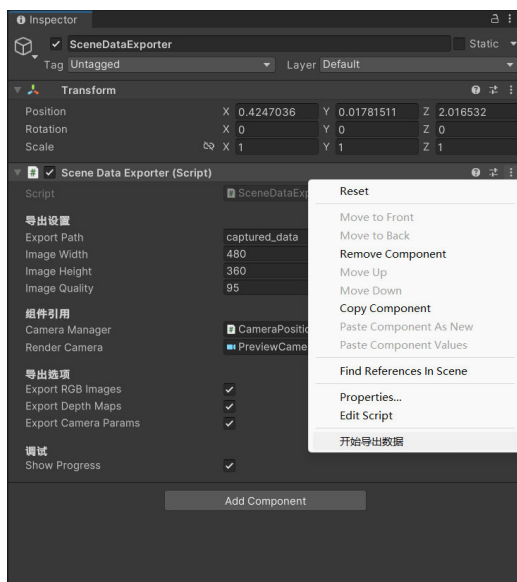 Inspector
SceneDataExporter
Static
Tag Untagged Layer Default
Transform
Position X 0.4247036 Y 0.01781511 Z 2.016532
Rotation X 0 Y 0 Z 0
Scale X 1 Y 1 Z 1
# Scene Data Exporter (Script)
Script # SceneDataExp
导出设置
Export Path captured_data
Image Width 480
Image Height 360
Image Quality 95
组件引用
Camera Manager # CameraPositio
Render Camera PreviewCame
导出选项
Export RGB Images
Export Depth Maps
Export Camera Params
调试
Show Progress
Add Component
Reset
Move to Front
Move to Back
Remove Component
Move Up
Move Down
Copy Component
Paste Component As New
Paste Component Values
Find References In Scene
Properties...
Edit Script
开始导出数据